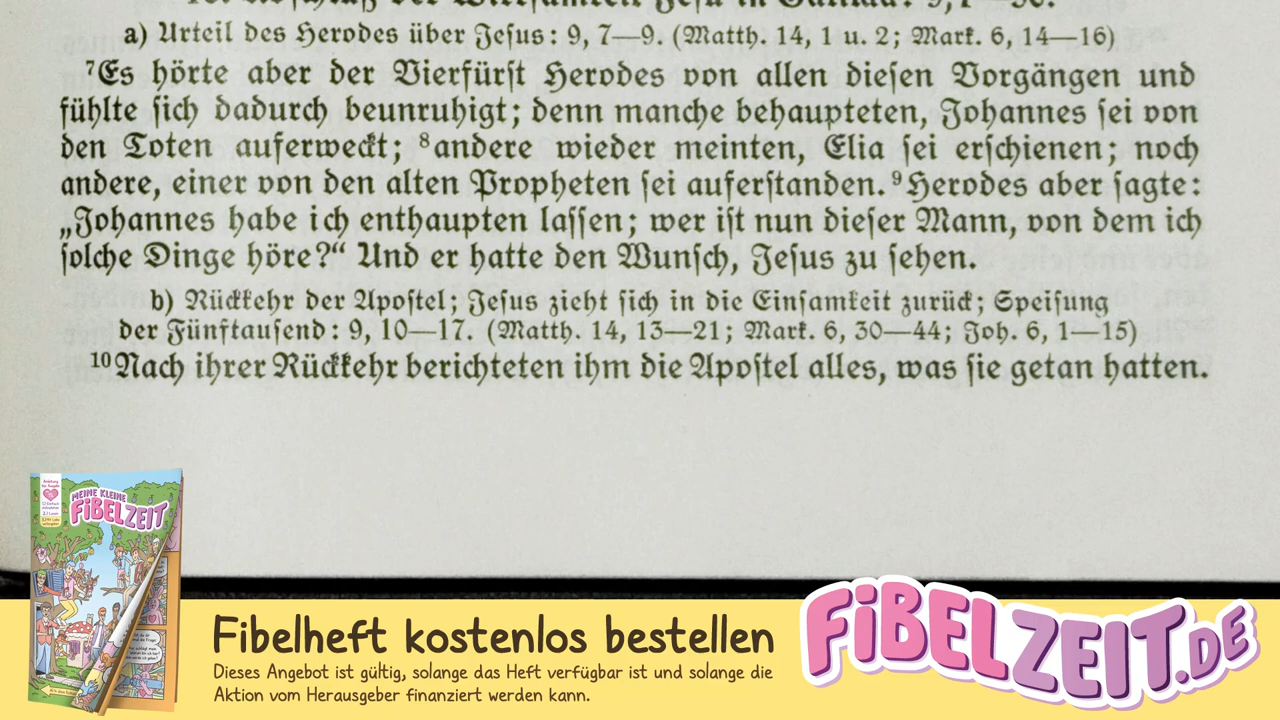 a) Urteil des Herodes über Jesus: 9, 7—9. (Matth. 14, 1 u. 2; Mark. 6, 14—16)
⁷Es hörte aber der Vierfürst Herodes von allen diesen Vorgängen und
fühlte sich dadurch beunruhigt; denn manche behaupteten, Johannes sei von
den Toten auferweckt; ⁸andere wieder meinten, Elia sei erschienen; noch
andere, einer von den alten Propheten sei auferstanden. ⁹Herodes aber sagte:
„Johannes habe ich enthaupten lassen; wer ist nun dieser Mann, von dem ich
solche Dinge höre?“ Und er hatte den Wunsch, Jesus zu sehen.
b) Rückkehr der Apostel; Jesus zieht sich in die Einsamkeit zurück; Speisung
der Fünftausend: 9, 10—17. (Matth. 14, 13—21; Mark. 6, 30—44; Joh. 6, 1—15)
¹⁰Nach ihrer Rückkehr berichteten ihm die Apostel alles, was sie getan hatten.
MEINE KLEINE
FIBELZEIT
Fibelheft kostenlos bestellen
Dieses Angebot ist gültig, solange das Heft verfügbar ist und solange die
Aktion vom Herausgeber finanziert werden kann.
FIBELZEIT.DE